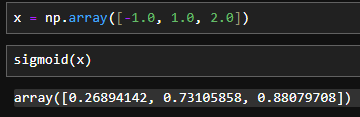 x = np.array([-1.0, 1.0, 2.0])
sigmoid(x)
array([0.26894142, 0.73105858, 0.88079708])